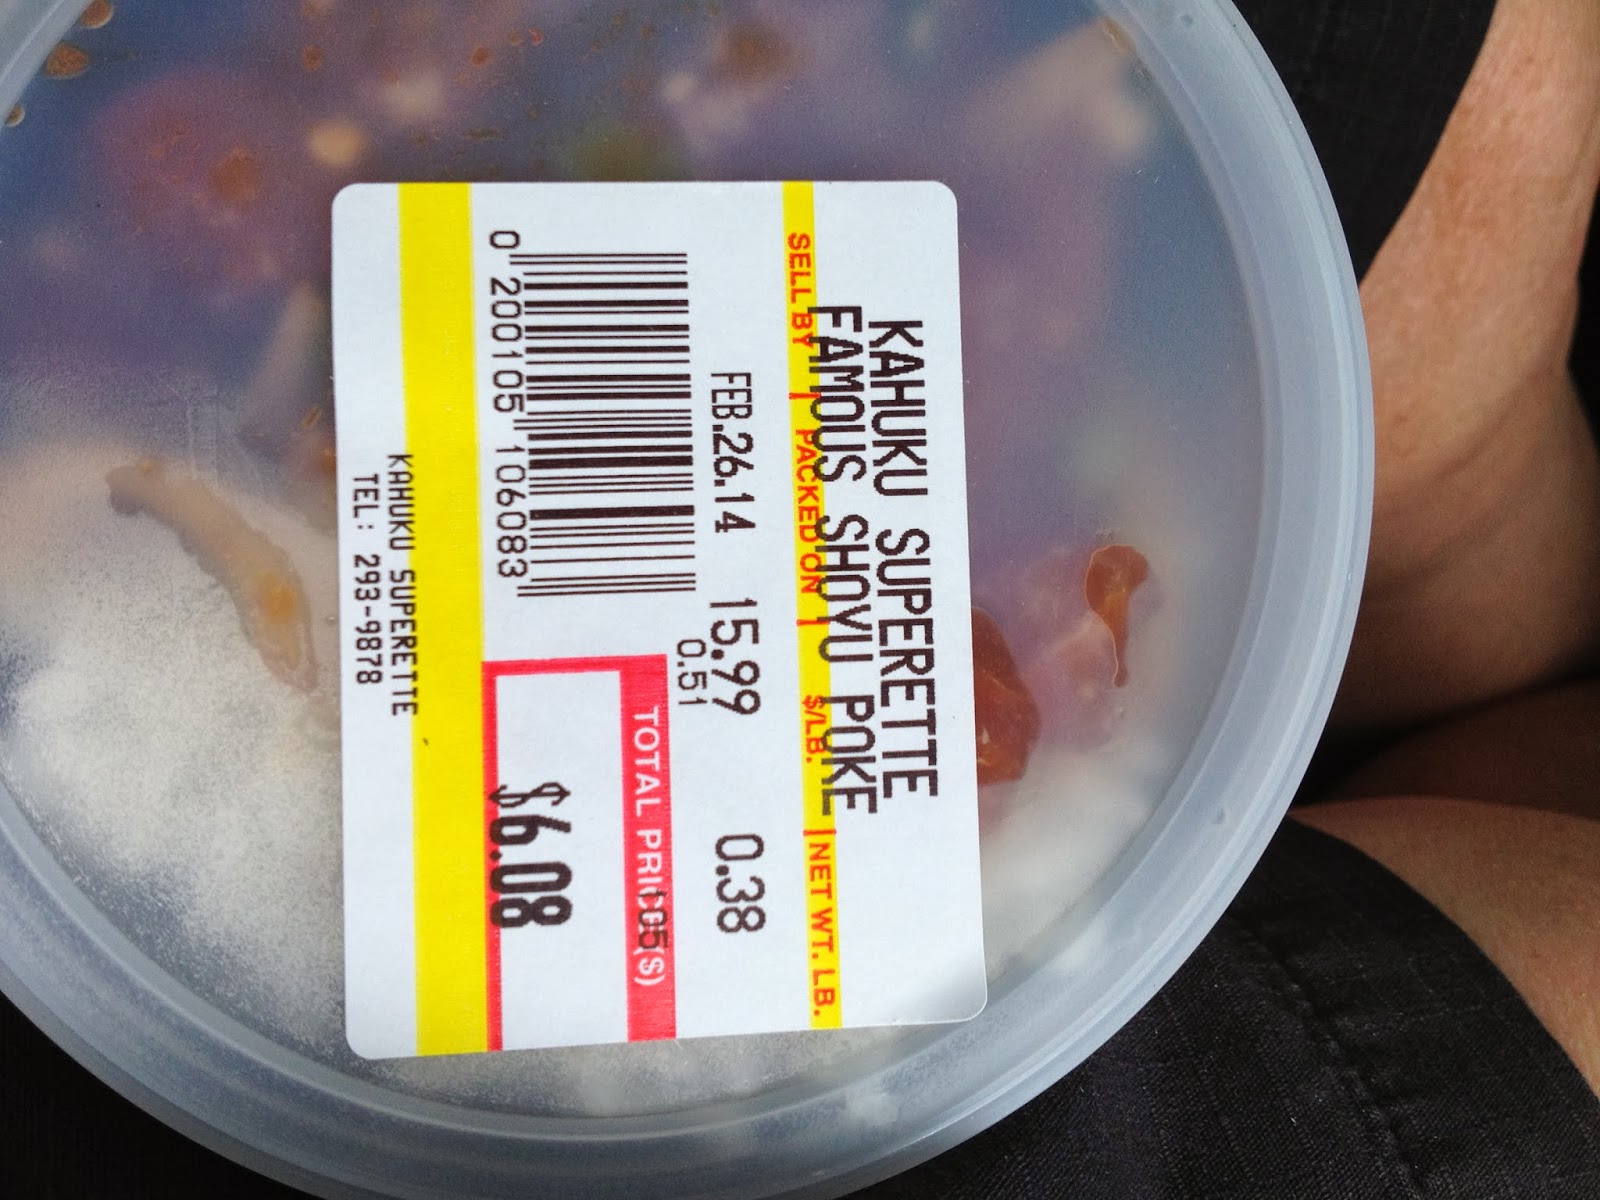 KAHUKU SUPERETTE
FAMOUS SHOYU POKE
SELL BY | PACKED ON | $/LB. | NET WT. LB.
FEB.26.14 15.99 0.38
0.51
TOTAL PRICE($)
105
$6.08
0 200105 106083
KAHUKU SUPERETTE
TEL: 293-9878